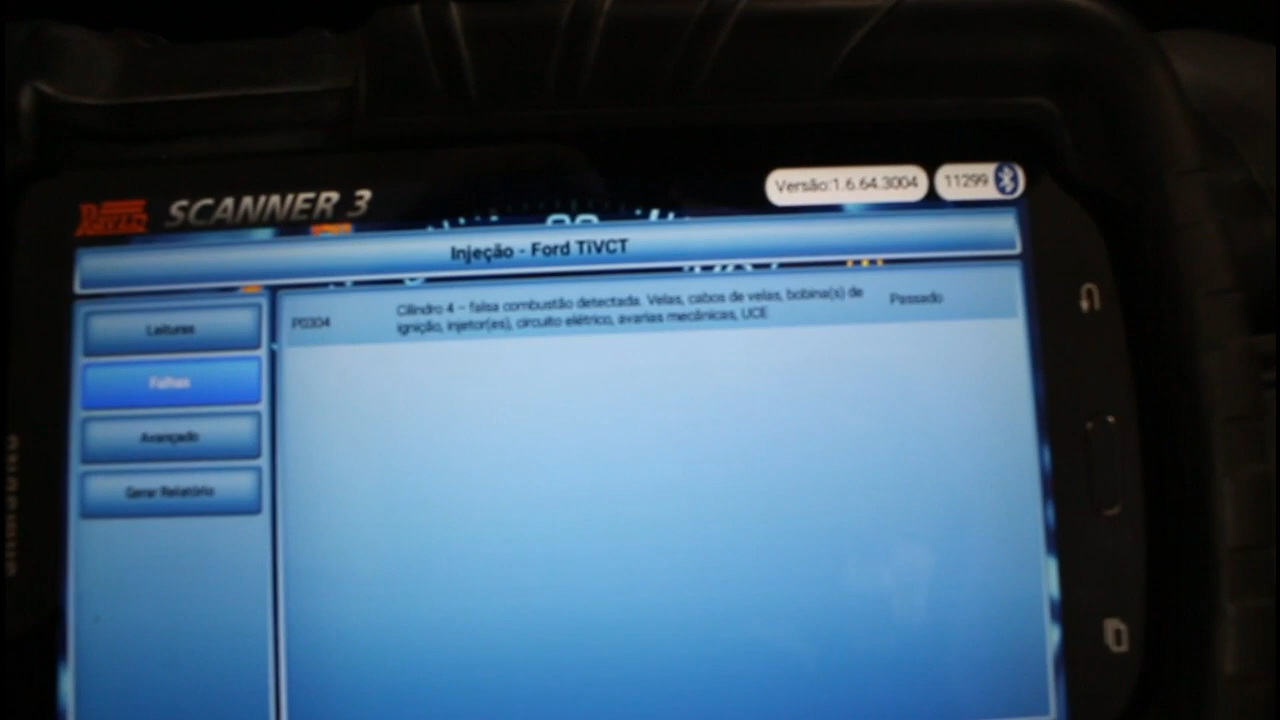 Versão:1.6.64.3004
11299
RAVEN
SCANNER 3
Injeção - Ford TiVCT
Leituras
Falhas
Avançado
Gerar Relatório
P0304
Cilindro 4 – falsa combustão detectada. Velas, cabos de velas, bobina(s) de
ignição, injetor(es), circuito elétrico, avarias mecânicas, UCE
Passado